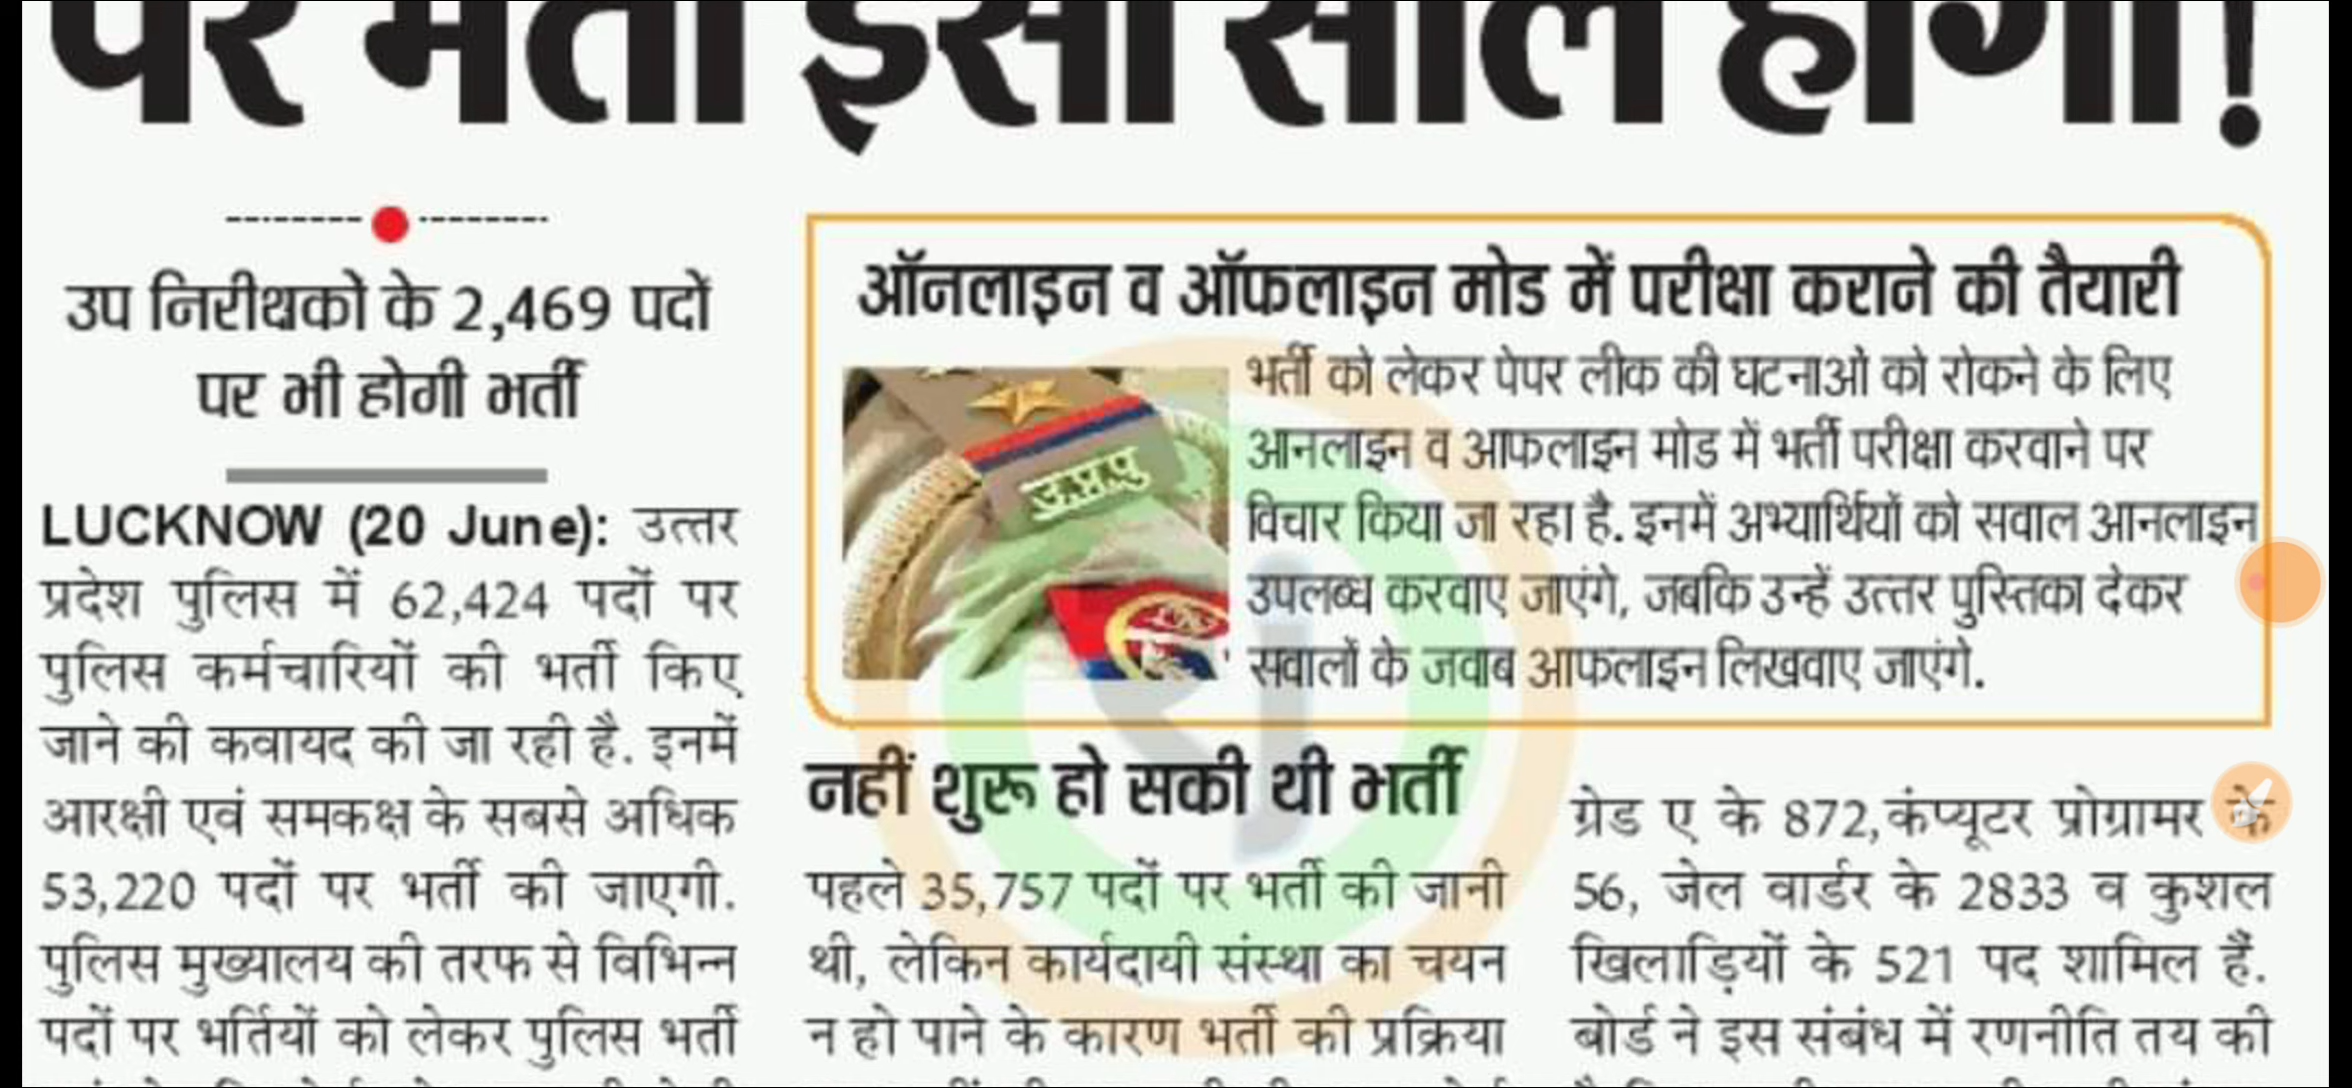 पर भर्ती इसी साल होगी!
उप निरीक्षकों के 2,469 पदों
पर भी होगी भर्ती
LUCKNOW (20 June): उत्तर
प्रदेश पुलिस में 62,424 पदों पर
पुलिस कर्मचारियों की भर्ती किए
जाने की कवायद की जा रही है. इनमें
आरक्षी एवं समकक्ष के सबसे अधिक
53,220 पदों पर भर्ती की जाएगी.
पुलिस मुख्यालय की तरफ से विभिन्न
पदों पर भर्तियों को लेकर पुलिस भर्ती
ऑनलाइन व ऑफलाइन मोड में परीक्षा कराने की तैयारी
भर्ती को लेकर पेपर लीक की घटनाओं को रोकने के लिए
आनलाइन व आफलाइन मोड में भर्ती परीक्षा करवाने पर
विचार किया जा रहा है. इनमें अभ्यार्थियों को सवाल आनलाइन
उपलब्ध करवाए जाएंगे, जबकि उन्हें उत्तर पुस्तिका देकर
सवालों के जवाब आफलाइन लिखवाए जाएंगे.
उ०प्र०पु०
नहीं शुरू हो सकी थी भर्ती
पहले 35,757 पदों पर भर्ती की जानी
थी, लेकिन कार्यदायी संस्था का चयन
न हो पाने के कारण भर्ती की प्रक्रिया
ग्रेड ए के 872,कंप्यूटर प्रोग्रामर के
56, जेल वार्डर के 2833 व कुशल
खिलाड़ियों के 521 पद शामिल हैं.
बोर्ड ने इस संबंध में रणनीति तय की